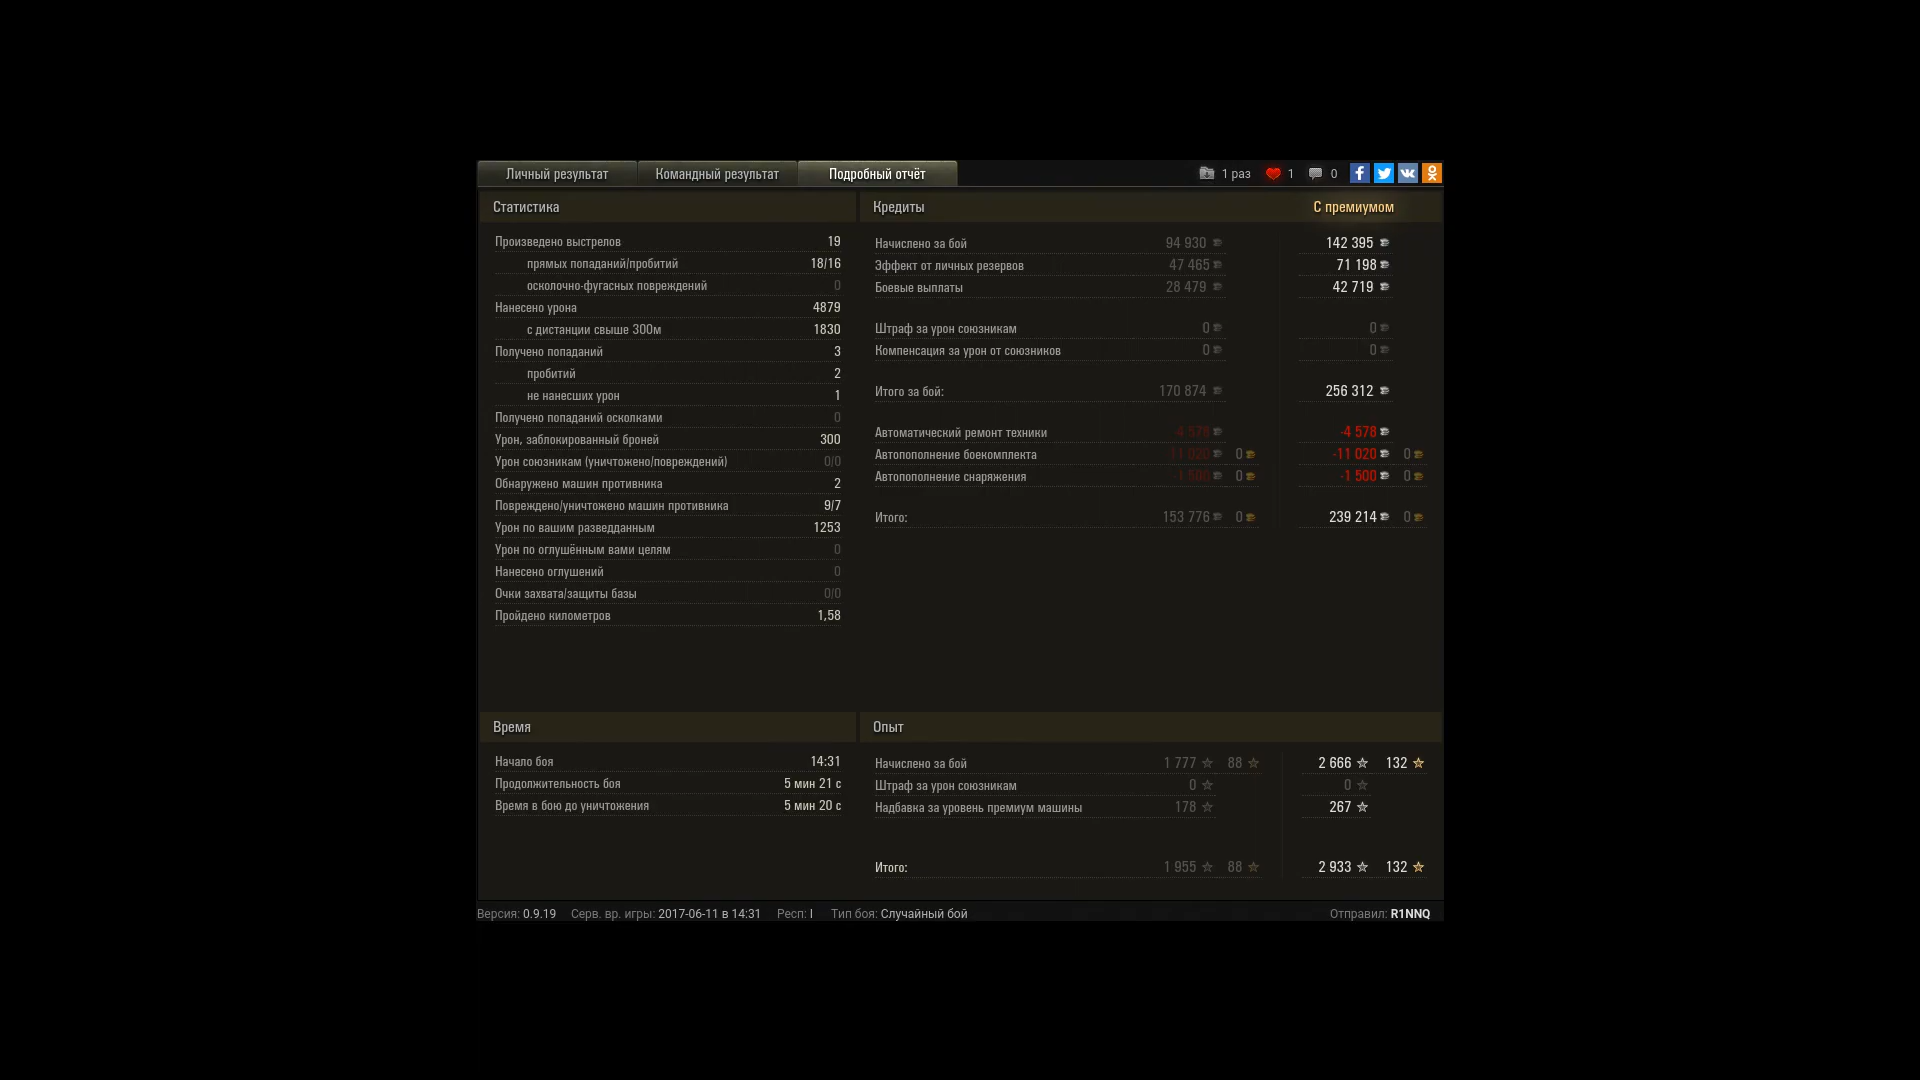 Личный результат Командный результат Подробный отчёт 1 раз 1 0
Статистика
Произведено выстрелов 19
прямых попаданий/пробитий 18/16
осколочно-фугасных повреждений 0
Нанесено урона 4879
с дистанции свыше 300м 1830
Получено попаданий 3
пробитий 2
не нанесших урон 1
Получено попаданий осколками 0
Урон, заблокированный броней 300
Урон союзникам (уничтожено/повреждений) 0/0
Обнаружено машин противника 2
Повреждено/уничтожено машин противника 9/7
Урон по вашим разведданным 1253
Урон по оглушённым вами целям 0
Нанесено оглушений 0
Очки захвата/защиты базы 0/0
Пройдено километров 1,58
Кредиты С премиумом
Начислено за бой 94 930 142 395
Эффект от личных резервов 47 465 71 198
Боевые выплаты 28 479 42 719
Штраф за урон союзникам 0 0
Компенсация за урон от союзников 0 0
Итого за бой: 170 874 256 312
Автоматический ремонт техники -4 578 -4 578
Автопополнение боекомплекта -11 020 0 -11 020 0
Автопополнение снаряжения -1 500 0 -1 500 0
Итого: 153 776 0 239 214 0
Время
Начало боя 14:31
Продолжительность боя 5 мин 21 с
Время в бою до уничтожения 5 мин 20 с
Опыт
Начислено за бой 1 777 88 2 666 132
Штраф за урон союзникам 0 0
Надбавка за уровень премиум машины 178 267
Итого: 1 955 88 2 933 132
Версия: 0.9.19 Серв. вр. игры: 2017-06-11 в 14:31 Респ: I Тип боя: Случайный бой Отправил: R1NNQ